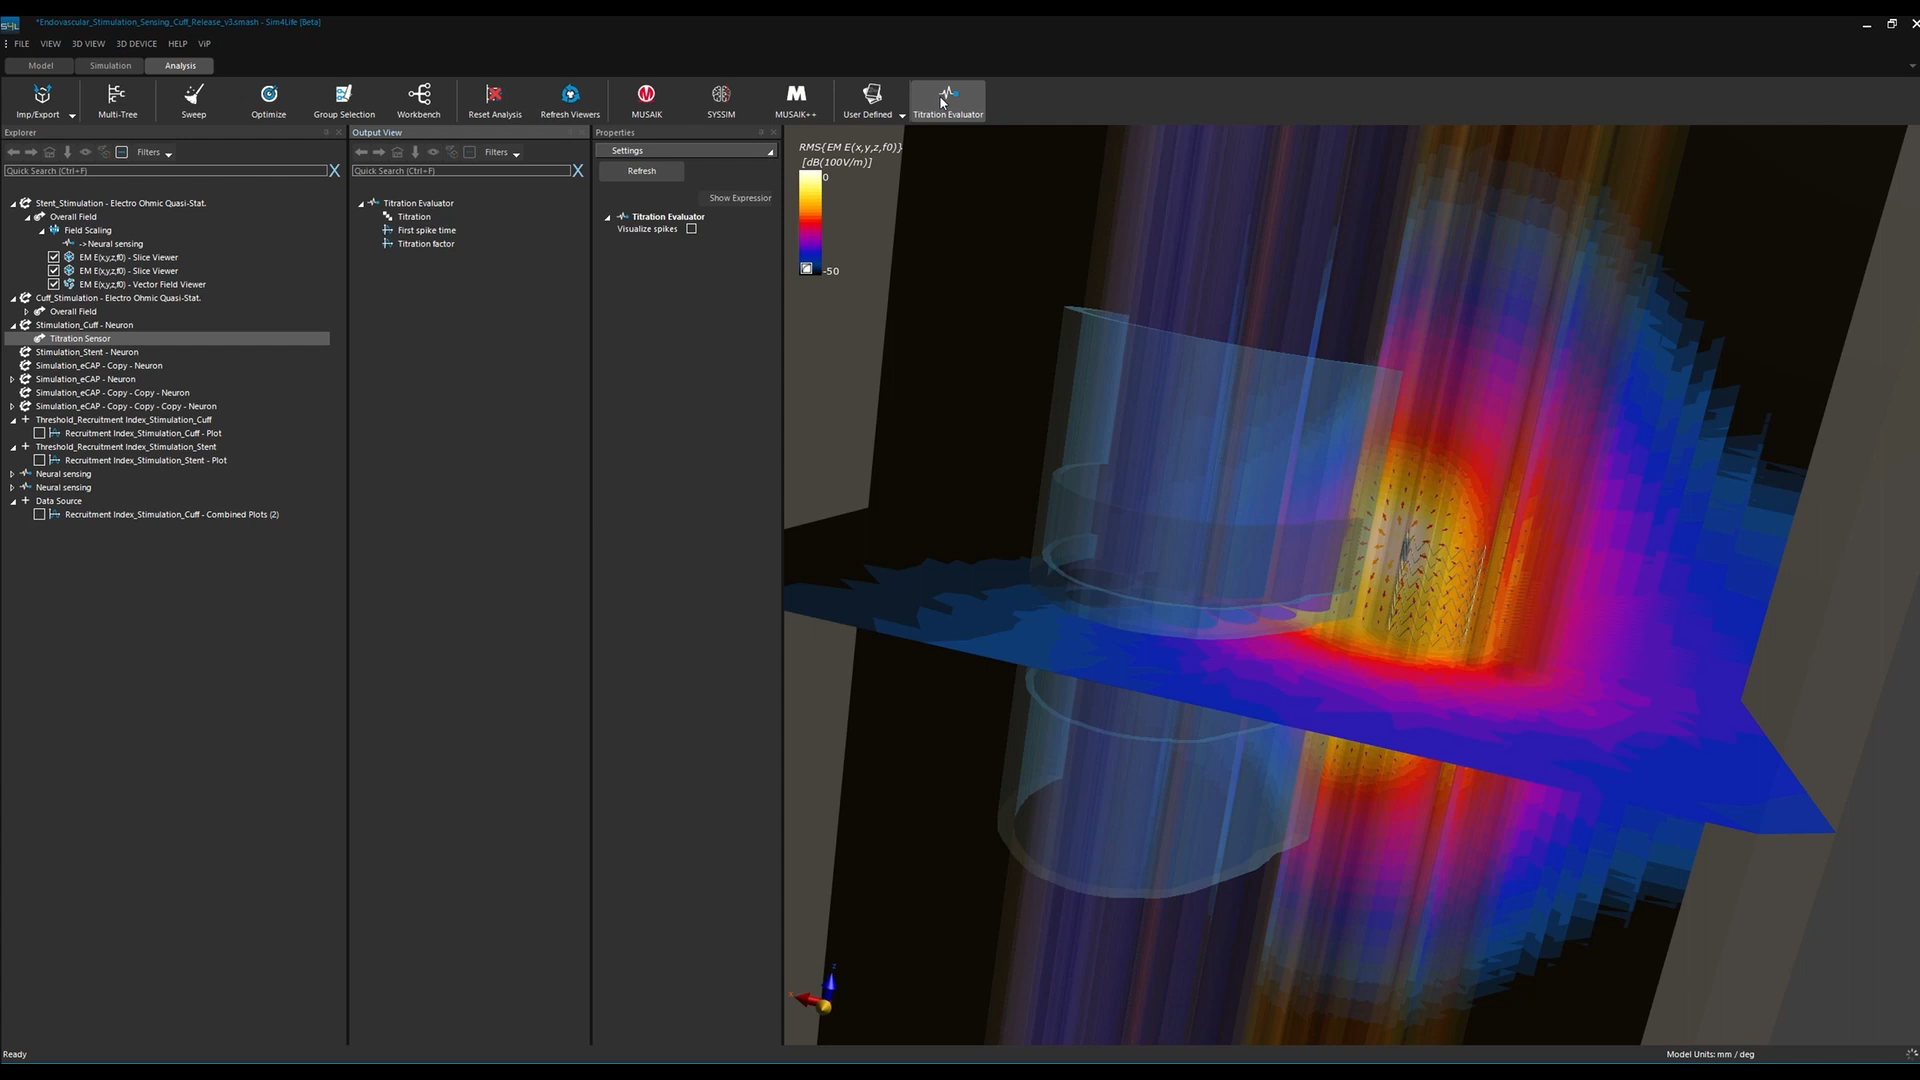 *Endovascular_Stimulation_Sensing_Cuff_Release_v3.smash - Sim4Life [Beta]
S4L
FILE VIEW 3D VIEW 3D DEVICE HELP ViP
Model Simulation Analysis
Imp/Export Multi-Tree Sweep Optimize Group Selection Workbench Reset Analysis Refresh Viewers MUSAIK SYSSIM MUSAIK++ User Defined Titration Evaluator
Explorer
Filters
Quick Search (Ctrl+F) X
Stent_Stimulation - Electro Ohmic Quasi-Stat.
Overall Field
Field Scaling
->Neural sensing
EM E(x,y,z,f0) - Slice Viewer
EM E(x,y,z,f0) - Slice Viewer
EM E(x,y,z,f0) - Vector Field Viewer
Cuff_Stimulation - Electro Ohmic Quasi-Stat.
Overall Field
Stimulation_Cuff - Neuron
Titration Sensor
Stimulation_Stent - Neuron
Simulation_eCAP - Copy - Neuron
Simulation_eCAP - Neuron
Simulation_eCAP - Copy - Copy - Neuron
Simulation_eCAP - Copy - Copy - Copy - Neuron
Threshold_Recruitment Index_Stimulation_Cuff
Recruitment Index_Stimulation_Cuff - Plot
Threshold_Recruitment Index_Stimulation_Stent
Recruitment Index_Stimulation_Stent - Plot
Neural sensing
Neural sensing
Data Source
Recruitment Index_Stimulation_Cuff - Combined Plots (2)
Output View
Filters
Quick Search (Ctrl+F) X
Titration Evaluator
Titration
First spike time
Titration factor
Properties
Settings
Refresh
Show Expression
Titration Evaluator
Visualize spikes
RMS{EM E(x,y,z,f0)}
[dB(100V/m)]
0
-50
z
x
Ready
Model Units: mm / deg